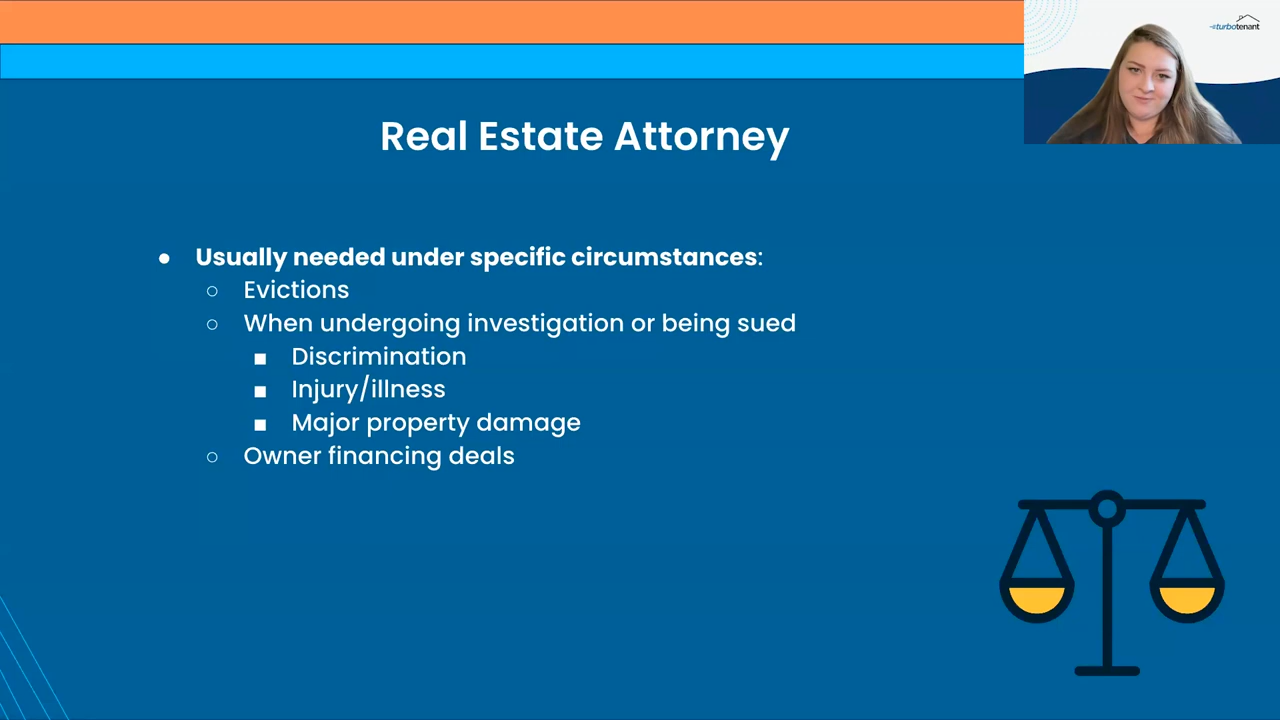 turbotenant
Real Estate Attorney
● Usually needed under specific circumstances:
○ Evictions
○ When undergoing investigation or being sued
■ Discrimination
■ Injury/illness
■ Major property damage
○ Owner financing deals